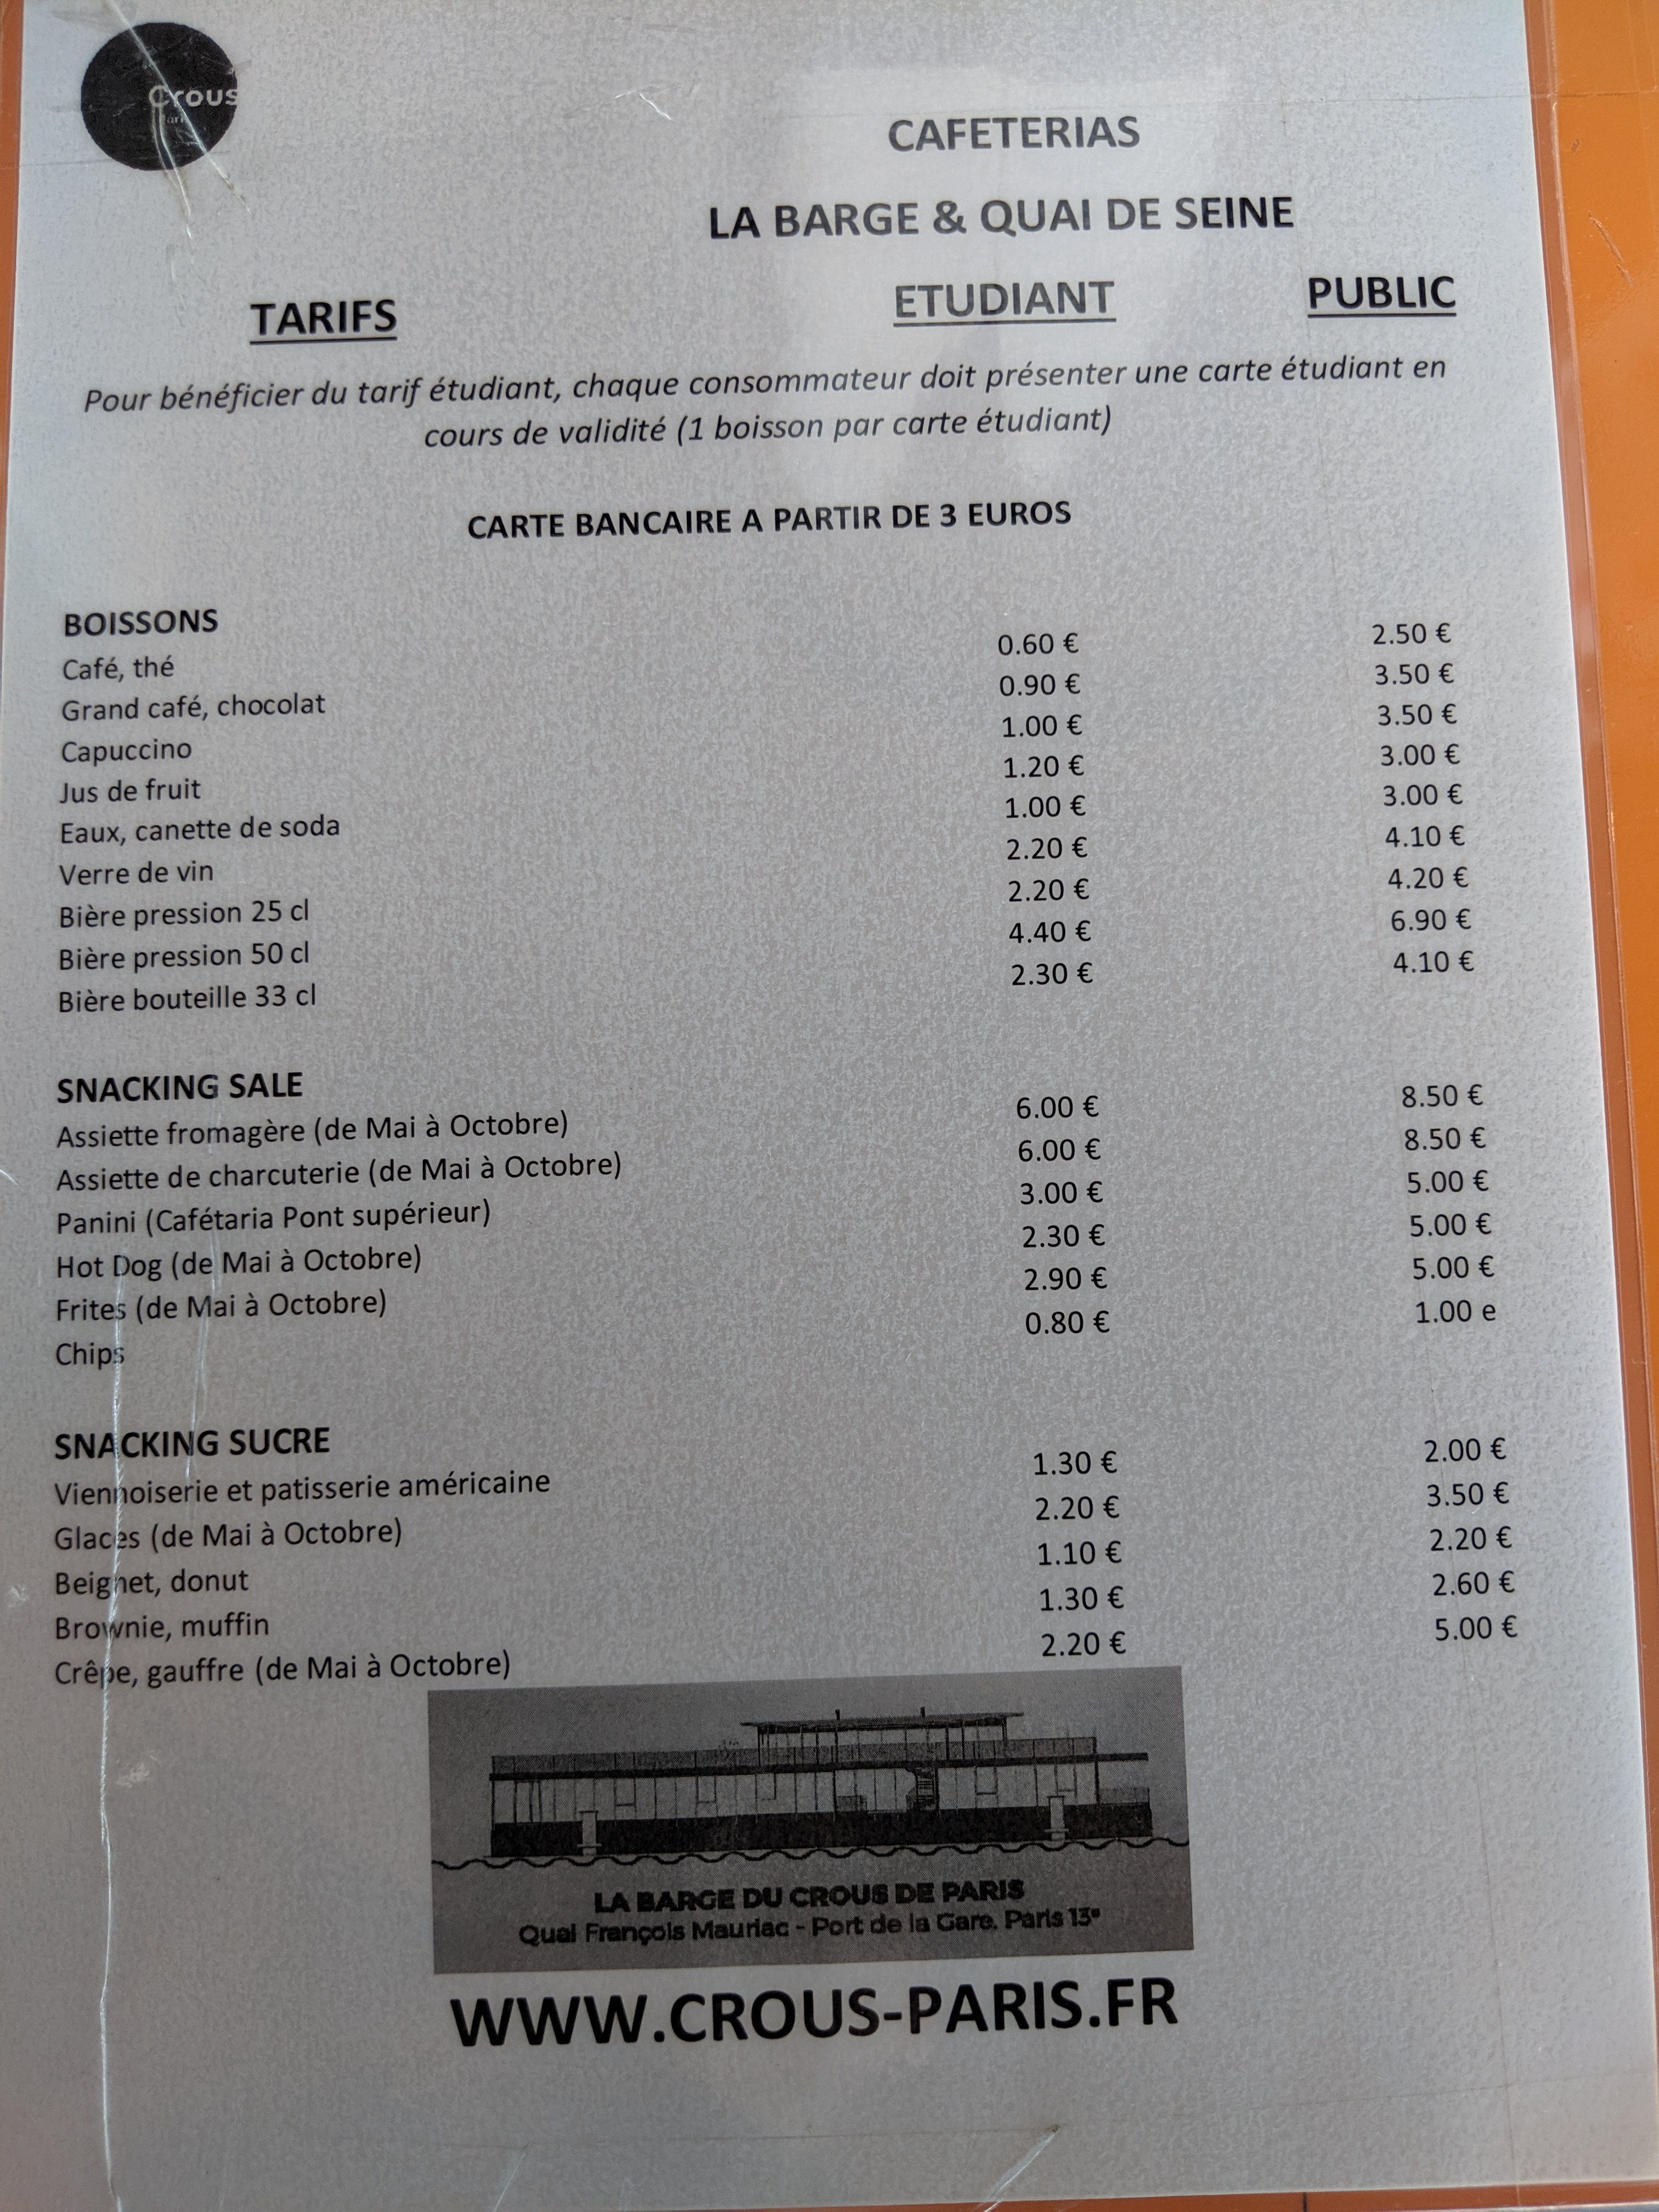 Crous
CAFETERIAS
LA BARGE & QUAI DE SEINE
TARIFS ETUDIANT PUBLIC
Pour bénéficier du tarif étudiant, chaque consommateur doit présenter une carte étudiant en
cours de validité (1 boisson par carte étudiant)
CARTE BANCAIRE A PARTIR DE 3 EUROS
BOISSONS
Café, thé 0.60 € 2.50 €
Grand café, chocolat 0.90 € 3.50 €
Capuccino 1.00 € 3.50 €
Jus de fruit 1.20 € 3.00 €
Eaux, canette de soda 1.00 € 3.00 €
Verre de vin 2.20 € 4.10 €
Bière pression 25 cl 2.20 € 4.20 €
Bière pression 50 cl 4.40 € 6.90 €
Bière bouteille 33 cl 2.30 € 4.10 €
SNACKING SALE
Assiette fromagère (de Mai à Octobre) 6.00 € 8.50 €
Assiette de charcuterie (de Mai à Octobre) 6.00 € 8.50 €
Panini (Cafétaria Pont supérieur) 3.00 € 5.00 €
Hot Dog (de Mai à Octobre) 2.30 € 5.00 €
Frites (de Mai à Octobre) 2.90 € 5.00 €
Chips 0.80 € 1.00 e
SNACKING SUCRE
Viennoiserie et patisserie américaine 1.30 € 2.00 €
Glaces (de Mai à Octobre) 2.20 € 3.50 €
Beignet, donut 1.10 € 2.20 €
Brownie, muffin 1.30 € 2.60 €
Crêpe, gauffre (de Mai à Octobre) 2.20 € 5.00 €
LA BARGE DU CROUS DE PARIS
Quai François Mauriac - Port de la Gare, Paris 13e
WWW.CROUS-PARIS.FR